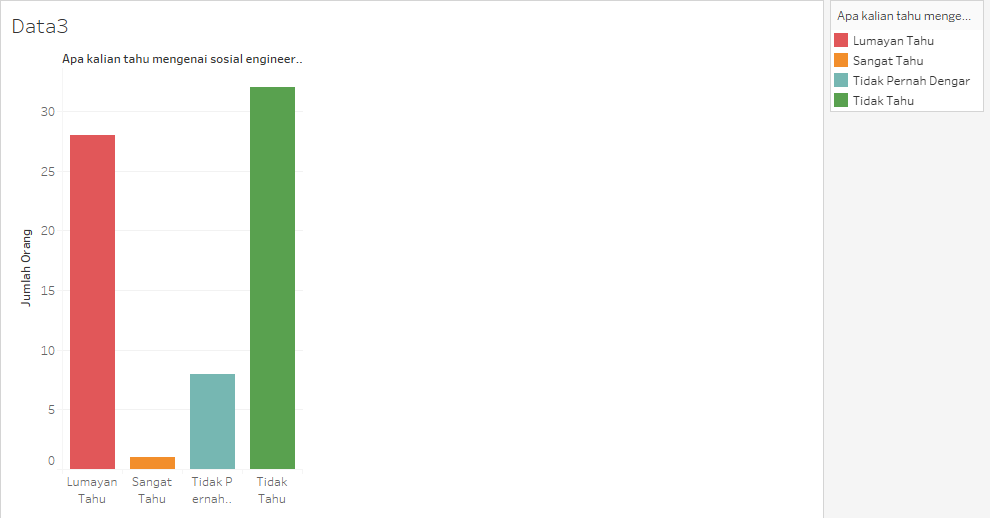 Data3
Apa kalian tahu mengenai sosial engineer..
Jumlah Orang
30
25
20
15
10
5
0
Lumayan Tahu
Sangat Tahu
Tidak P ernah..
Tidak Tahu
Apa kalian tahu menge...
Lumayan Tahu
Sangat Tahu
Tidak Pernah Dengar
Tidak Tahu